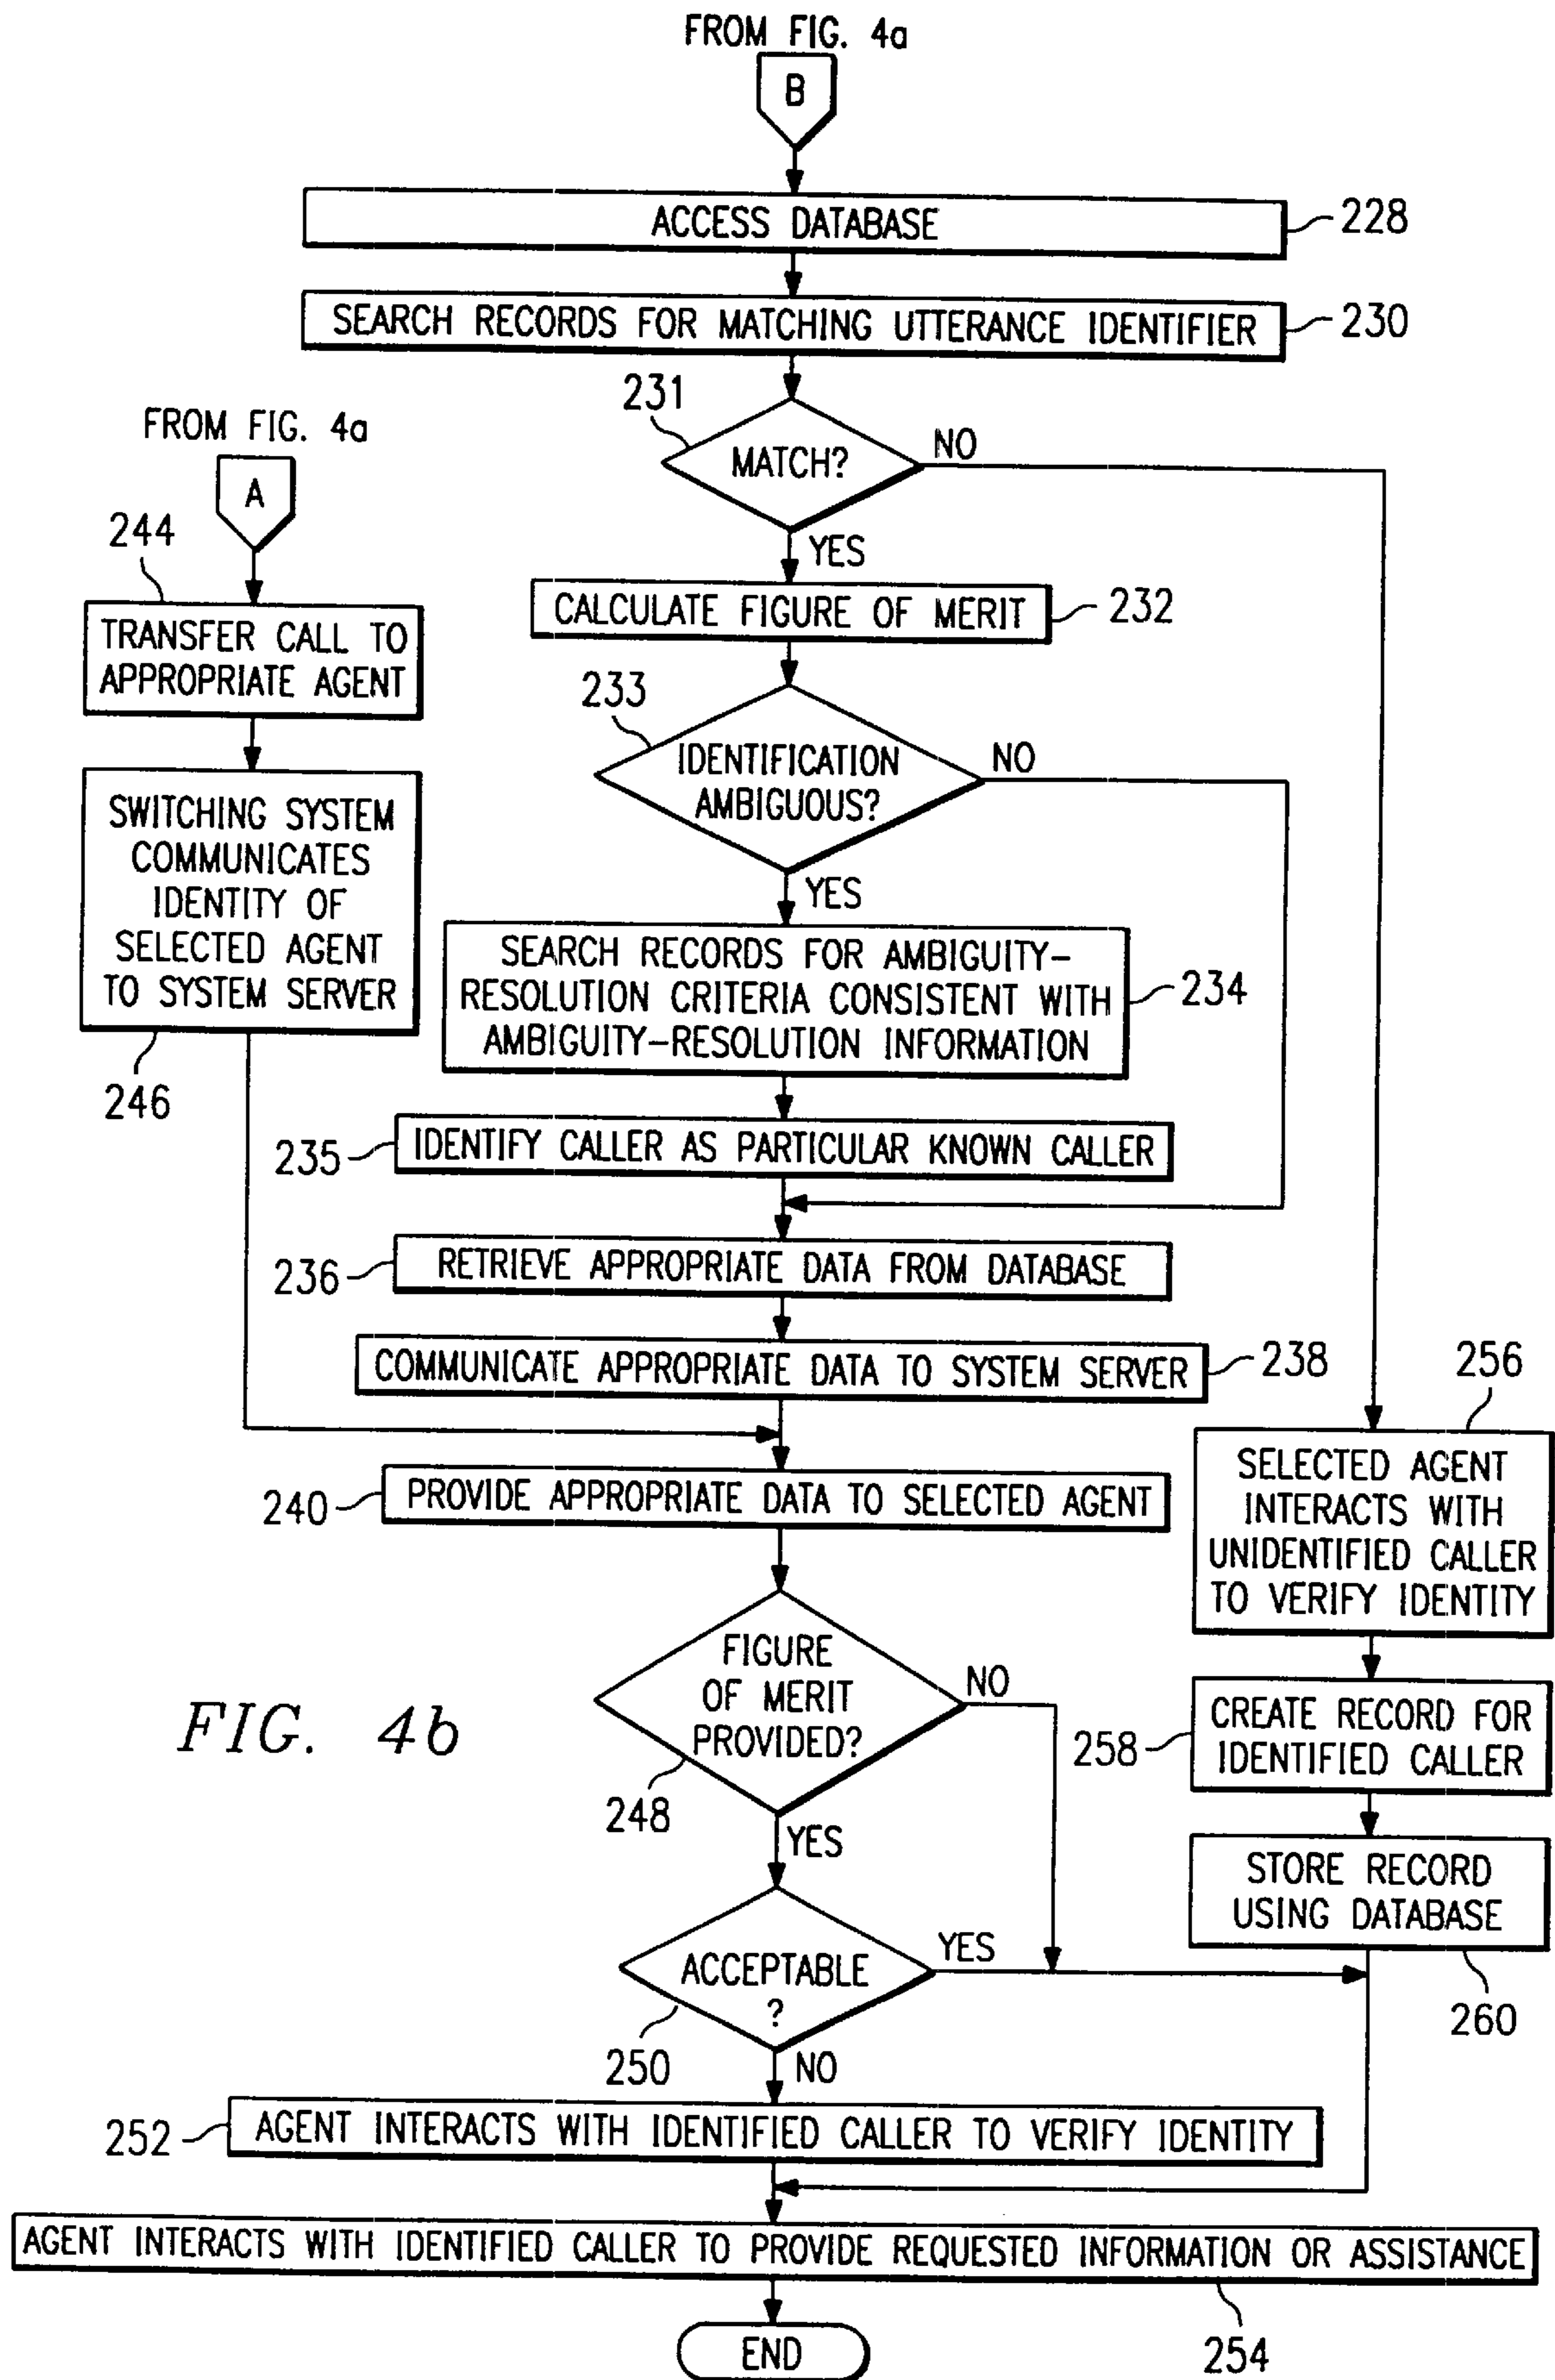 FROM FIG. 4a
B
ACCESS DATABASE
228
SEARCH RECORDS FOR MATCHING UTTERANCE IDENTIFIER
230
231
MATCH?
NO
YES
FROM FIG. 4a
A
244
TRANSFER CALL TO
APPROPRIATE AGENT
CALCULATE FIGURE OF MERIT
232
233
IDENTIFICATION
AMBIGUOUS?
NO
YES
SWITCHING SYSTEM
COMMUNICATES
IDENTITY OF
SELECTED AGENT
TO SYSTEM SERVER
246
SEARCH RECORDS FOR AMBIGUITY-
RESOLUTION CRITERIA CONSISTENT WITH
AMBIGUITY-RESOLUTION INFORMATION
234
235
IDENTIFY CALLER AS PARTICULAR KNOWN CALLER
236
RETRIEVE APPROPRIATE DATA FROM DATABASE
COMMUNICATE APPROPRIATE DATA TO SYSTEM SERVER
238
240
PROVIDE APPROPRIATE DATA TO SELECTED AGENT
256
SELECTED AGENT
INTERACTS WITH
UNIDENTIFIED CALLER
TO VERIFY IDENTITY
FIGURE
OF MERIT
PROVIDED?
NO
248
YES
FIG. 4b
258
CREATE RECORD FOR
IDENTIFIED CALLER
STORE RECORD
USING DATABASE
260
ACCEPTABLE
?
YES
250
NO
252
AGENT INTERACTS WITH IDENTIFIED CALLER TO VERIFY IDENTITY
AGENT INTERACTS WITH IDENTIFIED CALLER TO PROVIDE REQUESTED INFORMATION OR ASSISTANCE
254
END